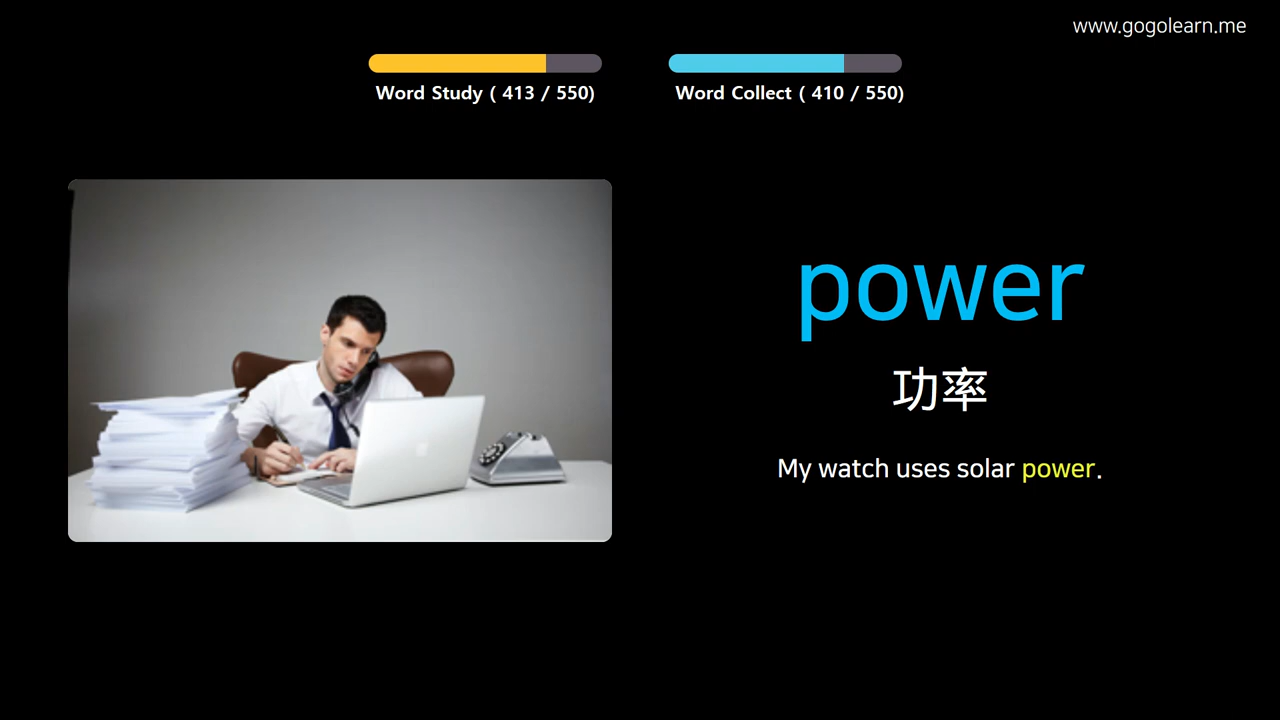 www.gogolearn.me
Word Study ( 413 / 550)
Word Collect ( 410 / 550)
power
功率
My watch uses solar power.